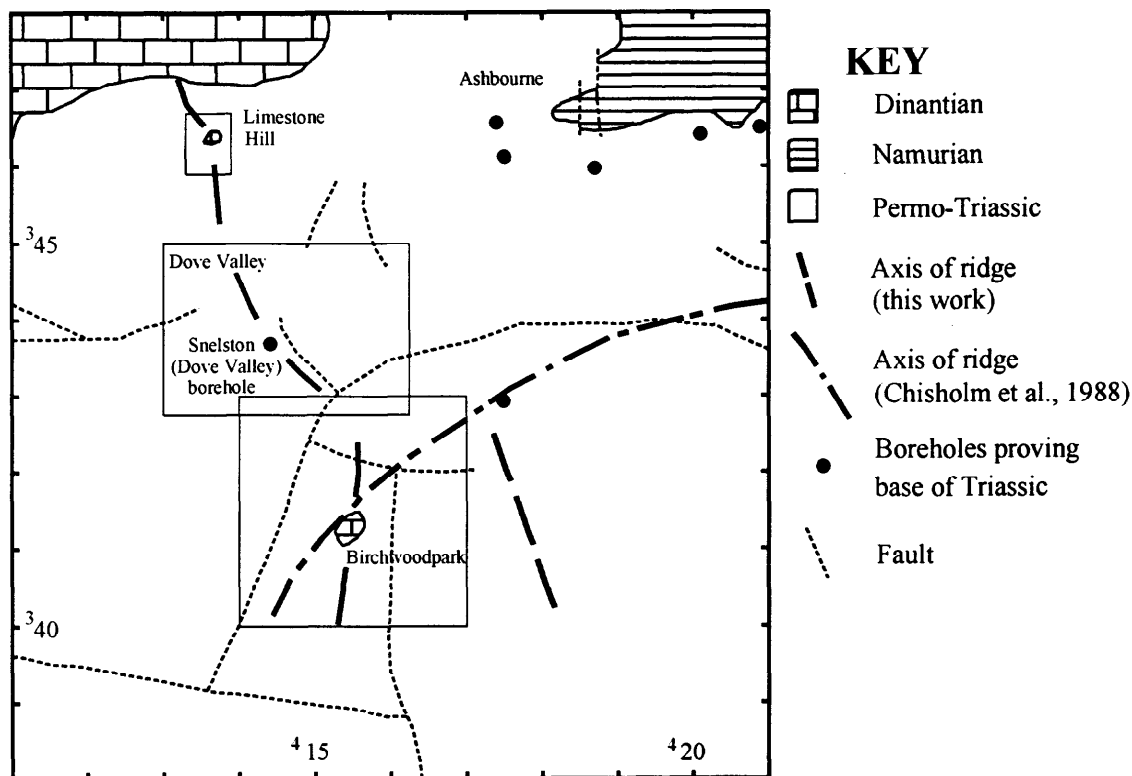 Ashbourne
Limestone
Hill
³45
Dove Valley
Snelston
(Dove Valley)
borehole
Birchwoodpark
³40
⁴15
⁴20
KEY
Dinantian
Namurian
Permo-Triassic
Axis of ridge
(this work)
Axis of ridge
(Chisholm et al., 1988)
Boreholes proving
base of Triassic
Fault